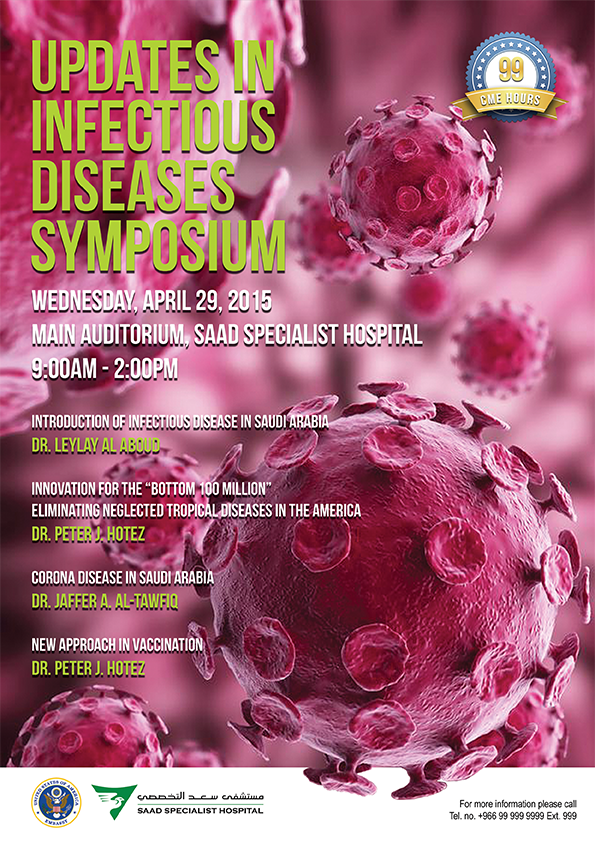 UPDATES IN
INFECTIOUS
DISEASES
SYMPOSIUM
99
CME HOURS
WEDNESDAY, APRIL 29, 2015
MAIN AUDITORIUM, SAAD SPECIALIST HOSPITAL
9:00AM - 2:00PM
INTRODUCTION OF INFECTIOUS DISEASE IN SAUDI ARABIA
DR. LEYLAY AL ABOUD
INNOVATION FOR THE “BOTTOM 100 MILLION”
ELIMINATING NEGLECTED TROPICAL DISEASES IN THE AMERICA
DR. PETER J. HOTEZ
CORONA DISEASE IN SAUDI ARABIA
DR. JAFFER A. AL-TAWFIQ
NEW APPROACH IN VACCINATION
DR. PETER J. HOTEZ
UNITED STATES OF AMERICA
EMBASSY
مستشفى سعد التخصصي
SAAD SPECIALIST HOSPITAL
For more information please call
Tel. no. +966 99 999 9999 Ext. 999